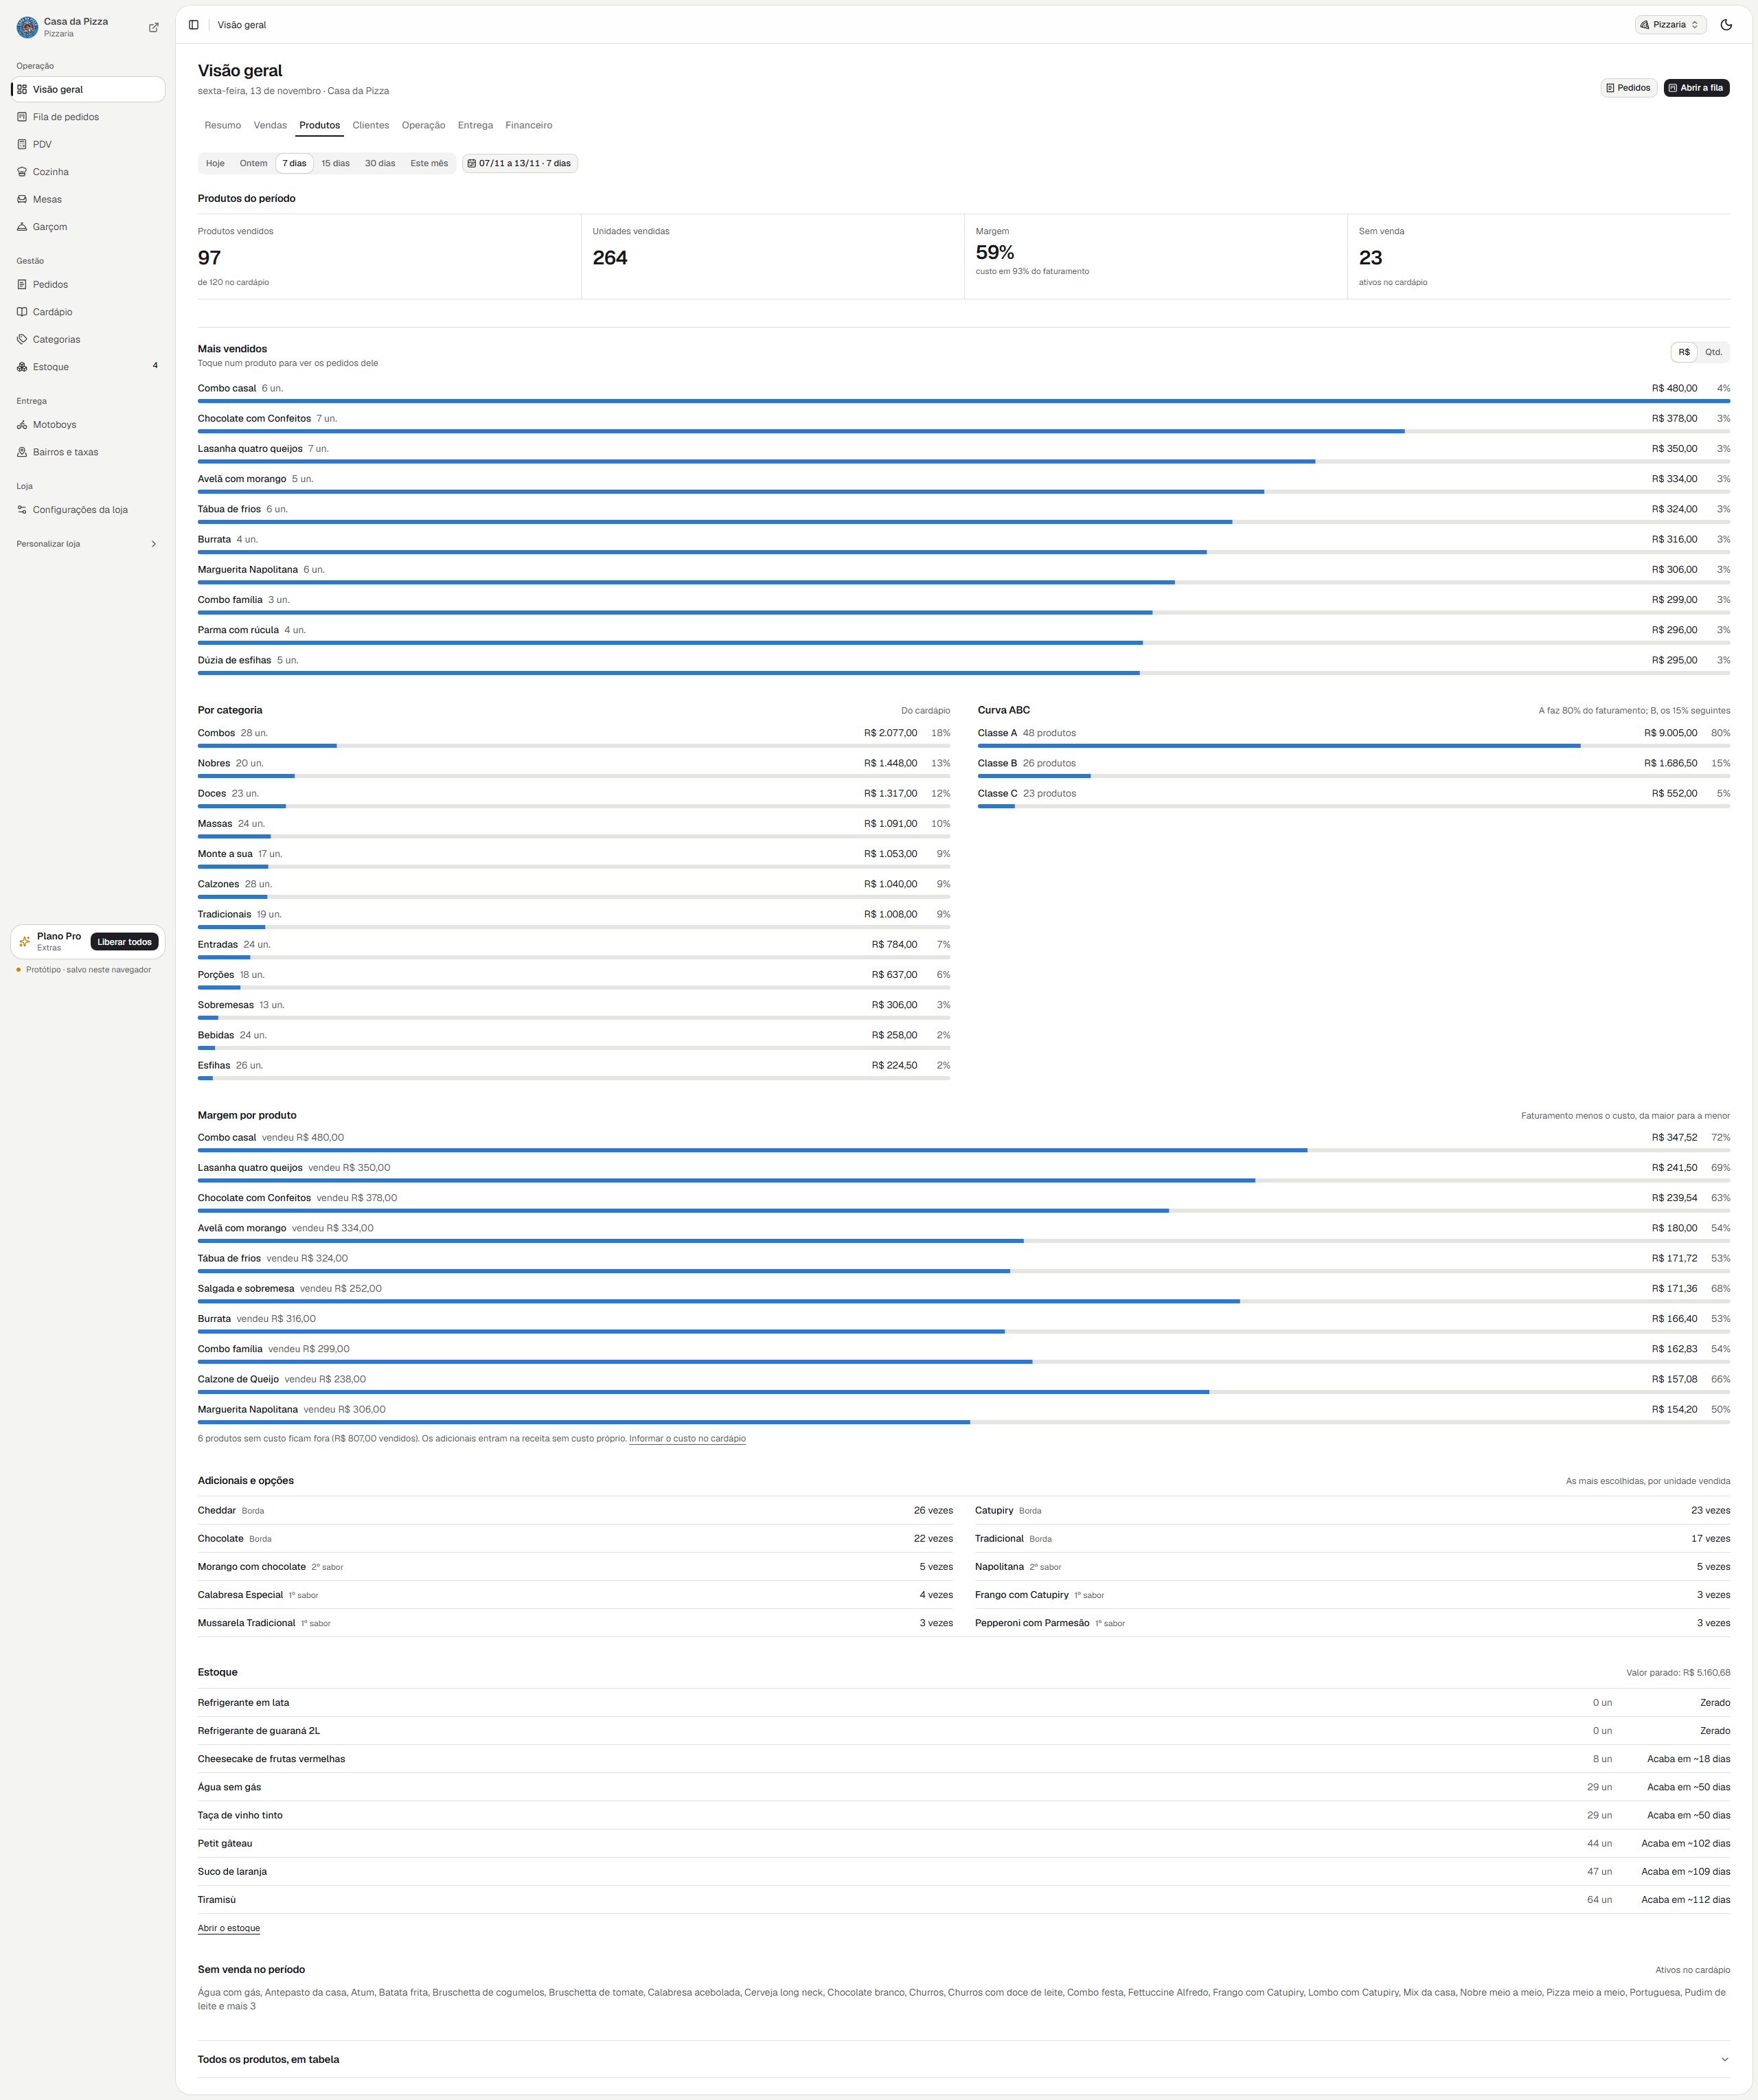 Casa da Pizza
Pizzaria
Operação
Visão geral
Fila de pedidos
PDV
Cozinha
Mesas
Garçom
Gestão
Pedidos
Cardápio
Categorias
Estoque 4
Entrega
Motoboys
Bairros e taxas
Loja
Configurações da loja
Personalizar loja
Plano Pro
Extras
Liberar todos
Protótipo · salvo neste navegador
Visão geral
Pizzaria
Visão geral
sexta-feira, 13 de novembro · Casa da Pizza
Pedidos
Abrir a fila
Resumo Vendas Produtos Clientes Operação Entrega Financeiro
Hoje Ontem 7 dias 15 dias 30 dias Este mês 07/11 a 13/11 · 7 dias
Produtos do período
Produtos vendidos
97
de 120 no cardápio
Unidades vendidas
264
Margem
59%
custo em 93% do faturamento
Sem venda
23
ativos no cardápio
Mais vendidos
Toque num produto para ver os pedidos dele
R$ Qtd.
Combo casal 6 un. R$ 480,00 4%
Chocolate com Confeitos 7 un. R$ 378,00 3%
Lasanha quatro queijos 7 un. R$ 350,00 3%
Avelã com morango 5 un. R$ 334,00 3%
Tábua de frios 6 un. R$ 324,00 3%
Burrata 4 un. R$ 316,00 3%
Marguerita Napolitana 6 un. R$ 306,00 3%
Combo família 3 un. R$ 299,00 3%
Parma com rúcula 4 un. R$ 296,00 3%
Dúzia de esfihas 5 un. R$ 295,00 3%
Por categoria Do cardápio
Combos 28 un. R$ 2.077,00 18%
Nobres 20 un. R$ 1.448,00 13%
Doces 23 un. R$ 1.317,00 12%
Massas 24 un. R$ 1.091,00 10%
Monte a sua 17 un. R$ 1.053,00 9%
Calzones 28 un. R$ 1.040,00 9%
Tradicionais 19 un. R$ 1.008,00 9%
Entradas 24 un. R$ 784,00 7%
Porções 18 un. R$ 637,00 6%
Sobremesas 13 un. R$ 306,00 3%
Bebidas 24 un. R$ 258,00 2%
Esfihas 26 un. R$ 224,50 2%
Curva ABC A faz 80% do faturamento; B, os 15% seguintes
Classe A 48 produtos R$ 9.005,00 80%
Classe B 26 produtos R$ 1.686,50 15%
Classe C 23 produtos R$ 552,00 5%
Margem por produto Faturamento menos o custo, da maior para a menor
Combo casal vendeu R$ 480,00 R$ 347,52 72%
Lasanha quatro queijos vendeu R$ 350,00 R$ 241,50 69%
Chocolate com Confeitos vendeu R$ 378,00 R$ 239,54 63%
Avelã com morango vendeu R$ 334,00 R$ 180,00 54%
Tábua de frios vendeu R$ 324,00 R$ 171,72 53%
Salgada e sobremesa vendeu R$ 252,00 R$ 171,36 68%
Burrata vendeu R$ 316,00 R$ 166,40 53%
Combo família vendeu R$ 299,00 R$ 162,83 54%
Calzone de Queijo vendeu R$ 238,00 R$ 157,08 66%
Marguerita Napolitana vendeu R$ 306,00 R$ 154,20 50%
6 produtos sem custo ficam fora (R$ 807,00 vendidos). Os adicionais entram na receita sem custo próprio. Informar o custo no cardápio
Adicionais e opções As mais escolhidas, por unidade vendida
Cheddar Borda 26 vezes Catupiry Borda 23 vezes
Chocolate Borda 22 vezes Tradicional Borda 17 vezes
Morango com chocolate 2º sabor 5 vezes Napolitana 2º sabor 5 vezes
Calabresa Especial 1º sabor 4 vezes Frango com Catupiry 1º sabor 3 vezes
Mussarela Tradicional 1º sabor 3 vezes Pepperoni com Parmesão 1º sabor 3 vezes
Estoque Valor parado: R$ 5.160,68
Refrigerante em lata 0 un Zerado
Refrigerante de guaraná 2L 0 un Zerado
Cheesecake de frutas vermelhas 8 un Acaba em ~18 dias
Água sem gás 29 un Acaba em ~50 dias
Taça de vinho tinto 29 un Acaba em ~50 dias
Petit gâteau 44 un Acaba em ~102 dias
Suco de laranja 47 un Acaba em ~109 dias
Tiramisù 64 un Acaba em ~112 dias
Abrir o estoque
Sem venda no período Ativos no cardápio
Água com gás, Antepasto da casa, Atum, Batata frita, Bruschetta de cogumelos, Bruschetta de tomate, Calabresa acebolada, Cerveja long neck, Chocolate branco, Churros, Churros com doce de leite, Combo festa, Fettuccine Alfredo, Frango com Catupiry, Lombo com Catupiry, Mix da casa, Nobre meio a meio, Pizza meio a meio, Portuguesa, Pudim de
leite e mais 3
Todos os produtos, em tabela